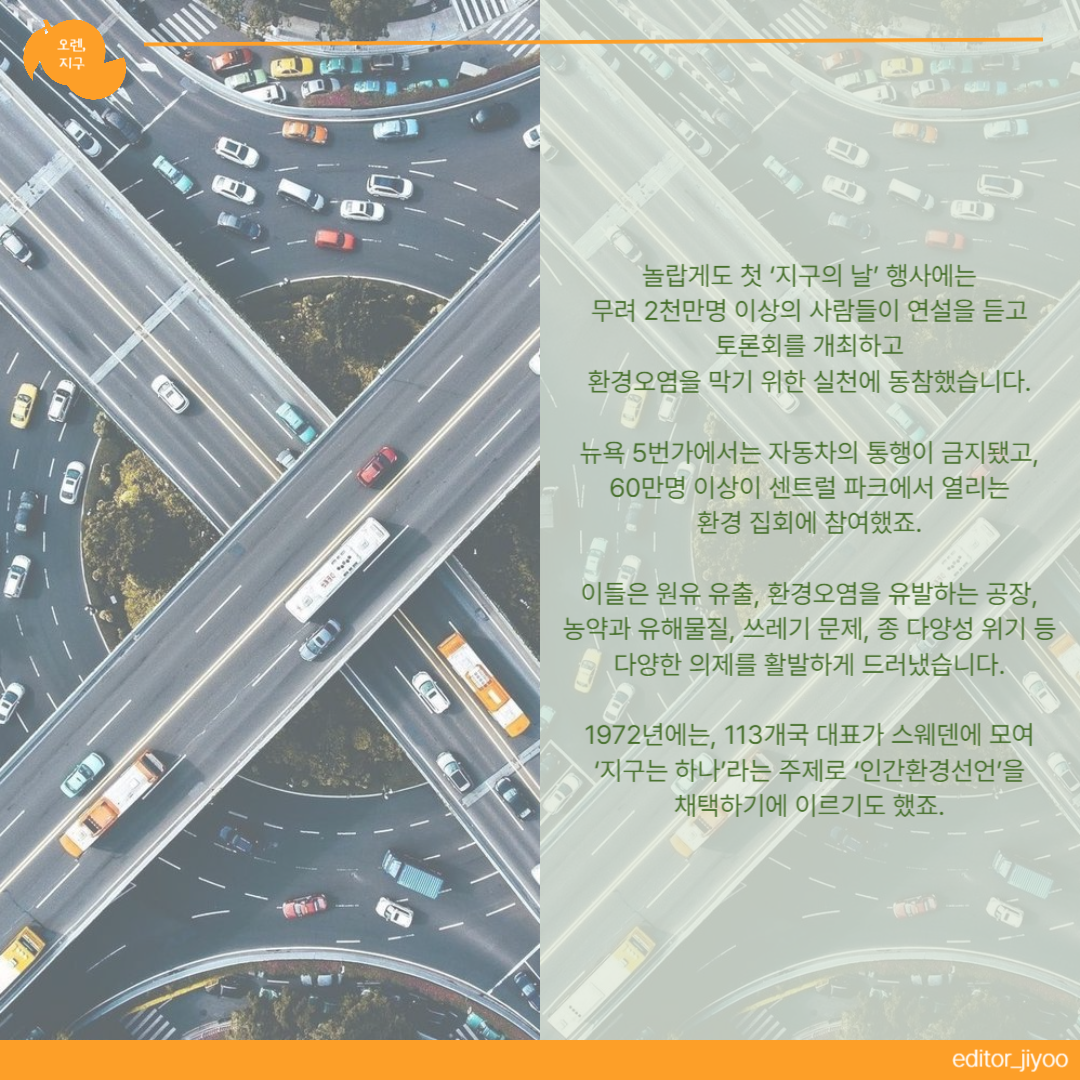 오렌,
지구
놀랍게도 첫 ‘지구의 날’ 행사에는
무려 2천만명 이상의 사람들이 연설을 듣고
토론회를 개최하고
환경오염을 막기 위한 실천에 동참했습니다.
뉴욕 5번가에서는 자동차의 통행이 금지됐고,
60만명 이상이 센트럴 파크에서 열리는
환경 집회에 참여했죠.
이들은 원유 유출, 환경오염을 유발하는 공장,
농약과 유해물질, 쓰레기 문제, 종 다양성 위기 등
다양한 의제를 활발하게 드러냈습니다.
1972년에는, 113개국 대표가 스웨덴에 모여
‘지구는 하나’라는 주제로 ‘인간환경선언’을
채택하기에 이르기도 했죠.
editor_jiyoo